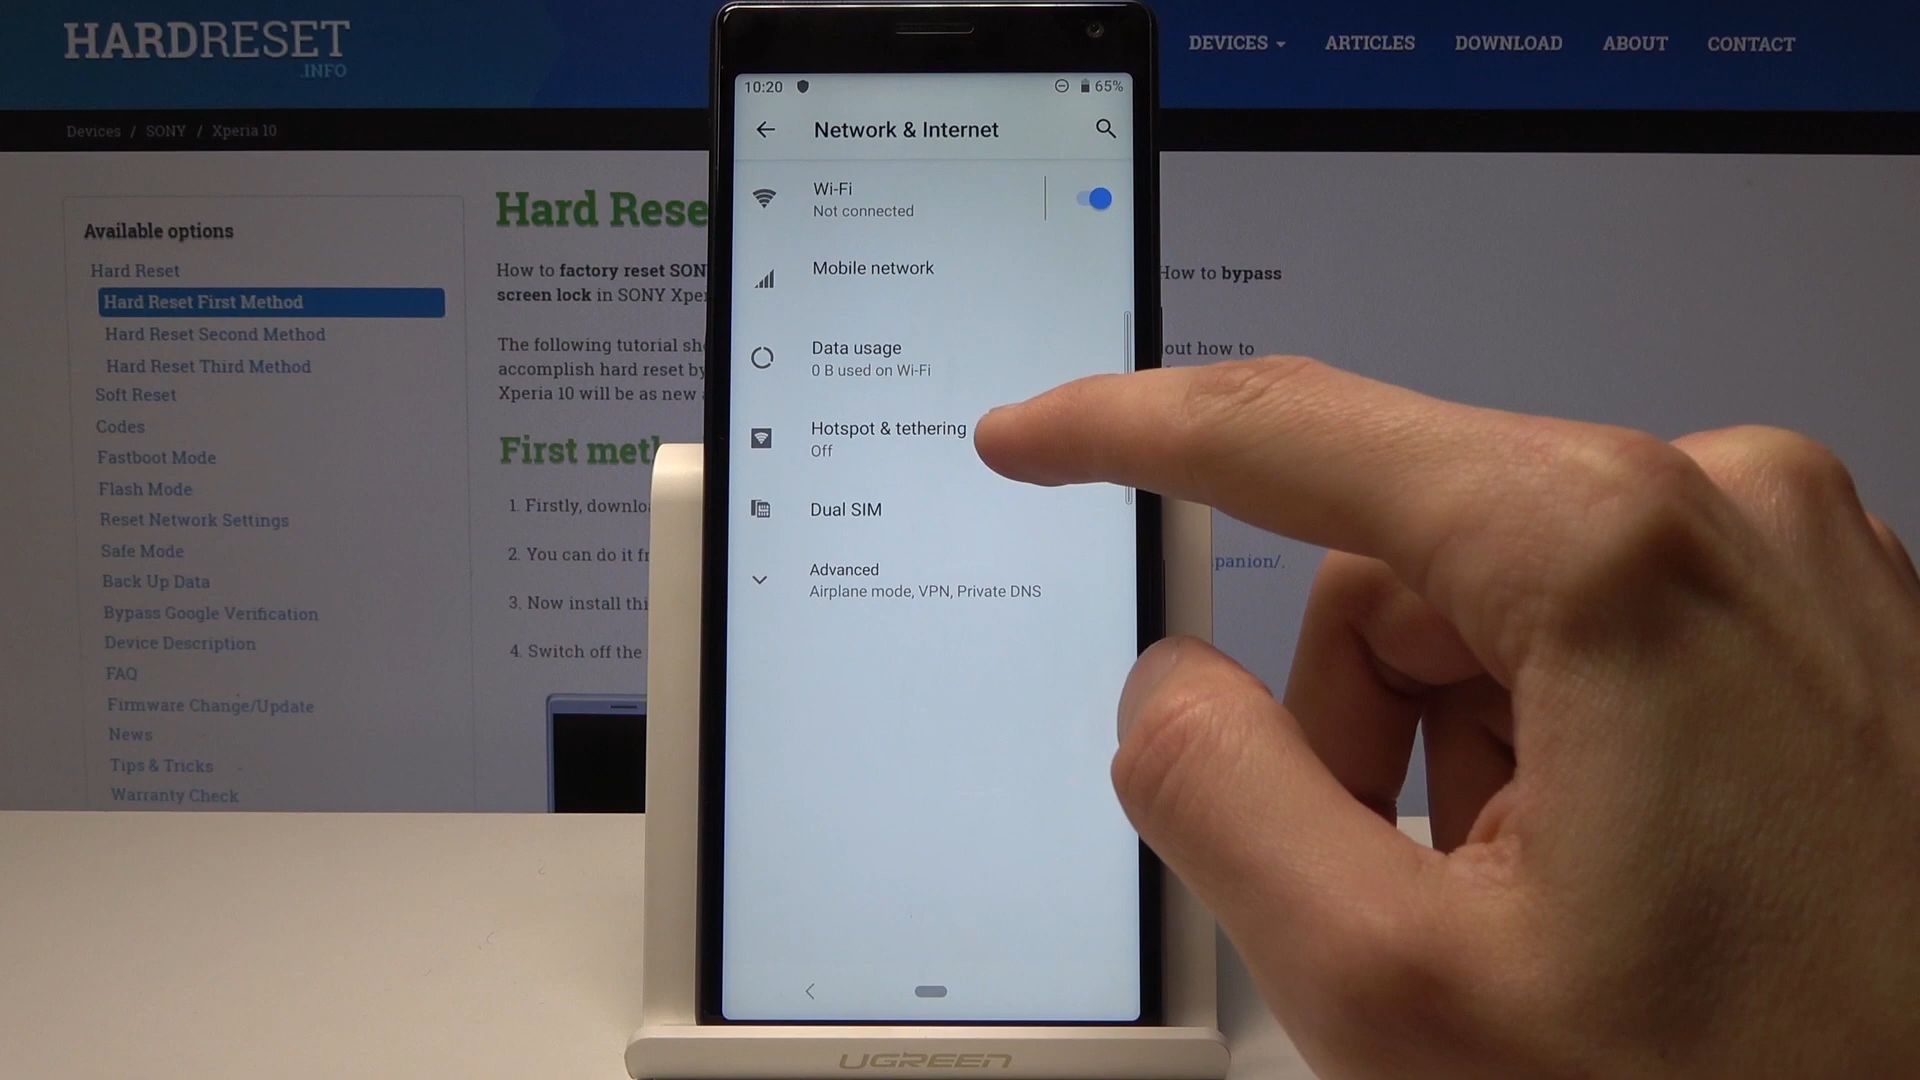 HARDRESET
.INFO
DEVICES
ARTICLES
DOWNLOAD
ABOUT
CONTACT
Devices / SONY / Xperia 10
Available options
Hard Reset
Hard Reset First Method
Hard Reset Second Method
Hard Reset Third Method
Soft Reset
Codes
Fastboot Mode
Flash Mode
Reset Network Settings
Safe Mode
Back Up Data
Bypass Google Verification
Device Description
FAQ
Firmware Change/Update
News
Tips & Tricks
Warranty Check
Hard Rese
How to factory reset SON
How to bypass
screen lock in SONY Xpe
The following tutorial sh
out how to
accomplish hard reset by
Xperia 10 will be as new
First met
1. Firstly, downlo
2. You can do it f
panion/.
3. Now install thi
4. Switch off the
10:20
65%
Network & Internet
Wi-Fi
Not connected
Mobile network
Data usage
0 B used on Wi-Fi
Hotspot & tethering
Off
Dual SIM
Advanced
Airplane mode, VPN, Private DNS
UGREEN